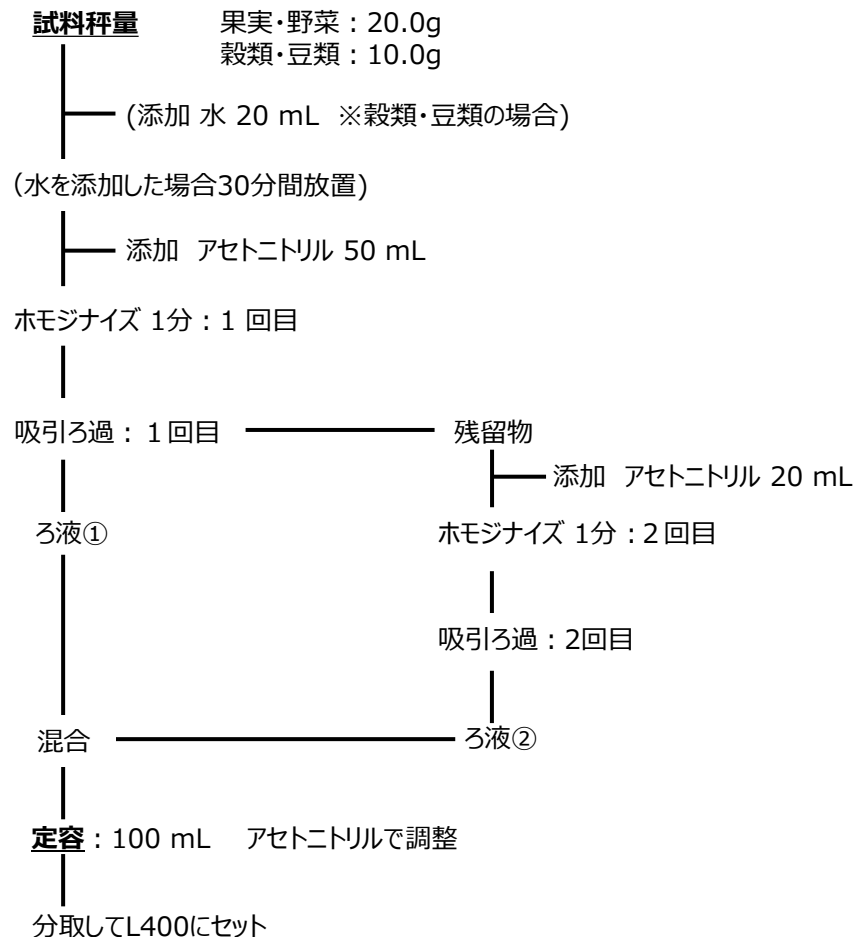 試料秤量　果実・野菜：20.0g
穀類・豆類：10.0g
(添加 水 20 mL ※穀類・豆類の場合)
(水を添加した場合30分間放置)
添加 アセトニトリル 50 mL
ホモジナイズ 1分：1 回目
吸引ろ過：１回目　残留物
添加 アセトニトリル 20 mL
ろ液①　ホモジナイズ 1分：２回目
吸引ろ過：2回目
混合　ろ液②
定容：100 mL　アセトニトリルで調整
分取してL400にセット